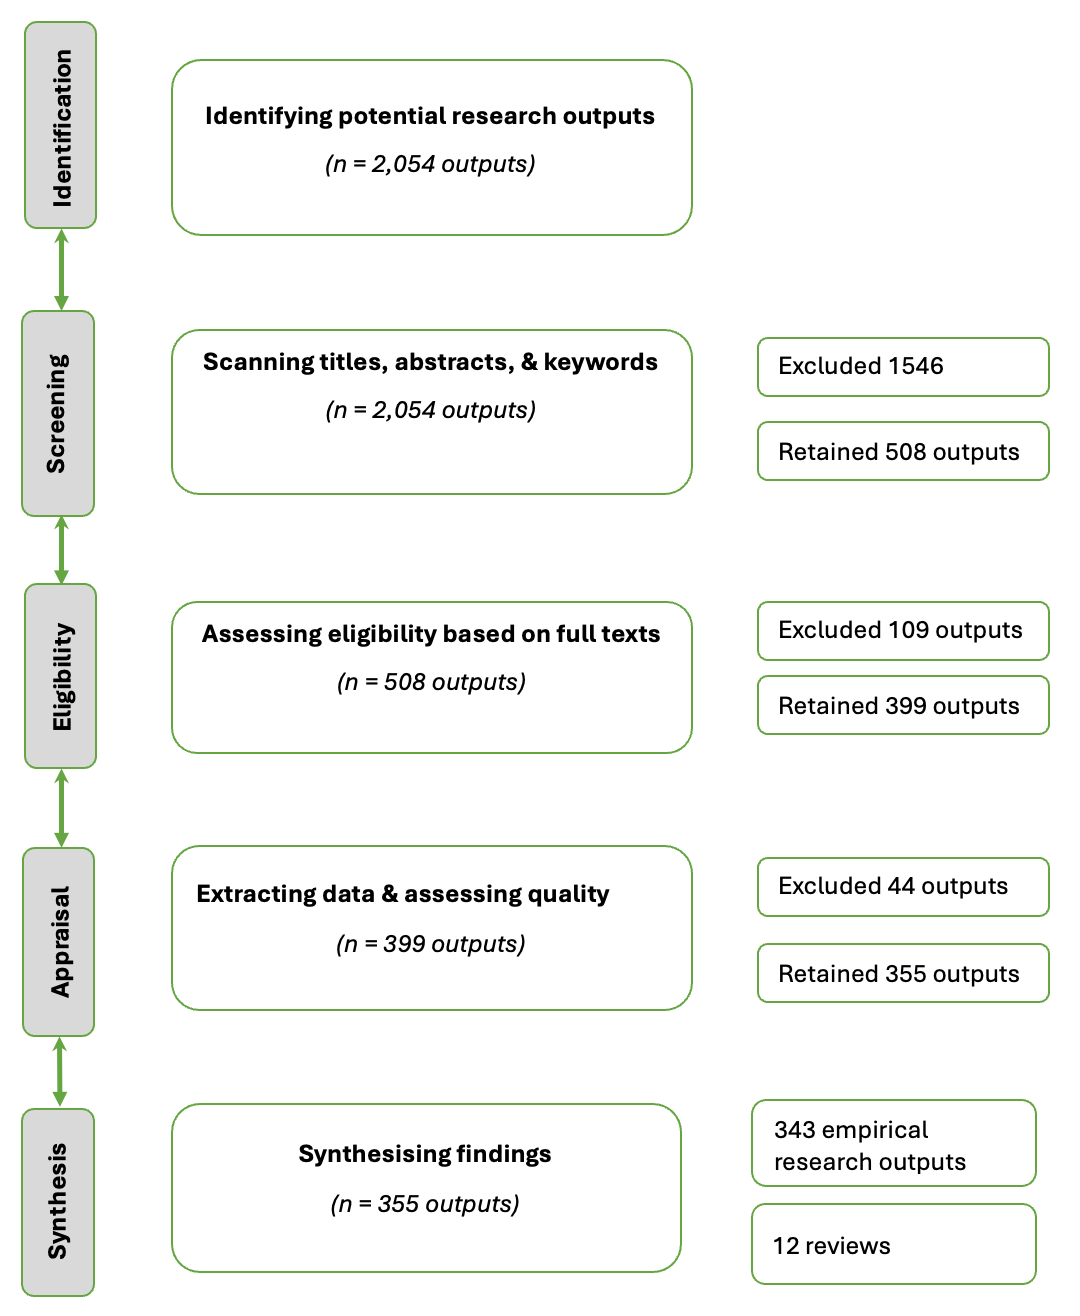 Identification
Identifying potential research outputs
(n = 2,054 outputs)
Screening
Scanning titles, abstracts, & keywords
(n = 2,054 outputs)
Excluded 1546
Retained 508 outputs
Eligibility
Assessing eligibility based on full texts
(n = 508 outputs)
Excluded 109 outputs
Retained 399 outputs
Appraisal
Extracting data & assessing quality
(n = 399 outputs)
Excluded 44 outputs
Retained 355 outputs
Synthesis
Synthesising findings
(n = 355 outputs)
343 empirical
research outputs
12 reviews